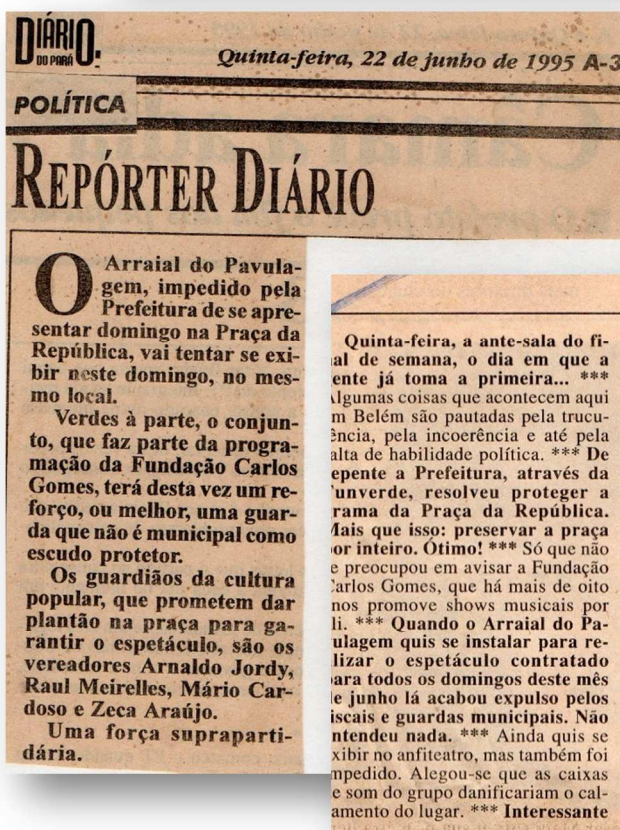 DIÁRIO
DO PARÁ
Quinta-feira, 22 de junho de 1995 A-3
POLÍTICA
REPÓRTER DIÁRIO
O Arraial do Pavula-
gem, impedido pela
Prefeitura de se apre-
sentar domingo na Praça da
República, vai tentar se exi-
bir neste domingo, no mes-
mo local.
Verdes à parte, o conjun-
to, que faz parte da progra-
mação da Fundação Carlos
Gomes, terá desta vez um re-
forço, ou melhor, uma guar-
da que não é municipal como
escudo protetor.
Os guardiãos da cultura
popular, que prometem dar
plantão na praça para ga-
rantir o espetáculo, são os
vereadores Arnaldo Jordy,
Raul Meirelles, Mário Car-
doso e Zeca Araújo.
Uma força supraparti-
dária.
Quinta-feira, a ante-sala do fi-
al de semana, o dia em que a
ente já toma a primeira... ***
Algumas coisas que acontecem aqui
m Belém são pautadas pela trucu-
ência, pela incoerência e até pela
alta de habilidade política. *** De
epente a Prefeitura, através da
unverde, resolveu proteger a
rama da Praça da República.
Mais que isso: preservar a praça
or inteiro. Ótimo! *** Só que não
e preocupou em avisar a Fundação
Carlos Gomes, que há mais de oito
nos promove shows musicais por
li. *** Quando o Arraial do Pa-
ulagem quis se instalar para re-
lizar o espetáculo contratado
ara todos os domingos deste mês
e junho lá acabou expulso pelos
iscais e guardas municipais. Não
ntendeu nada. *** Ainda quis se
xibir no anfiteatro, mas também foi
mpedido. Alegou-se que as caixas
e som do grupo danificariam o cal-
amento do lugar. *** Interessante